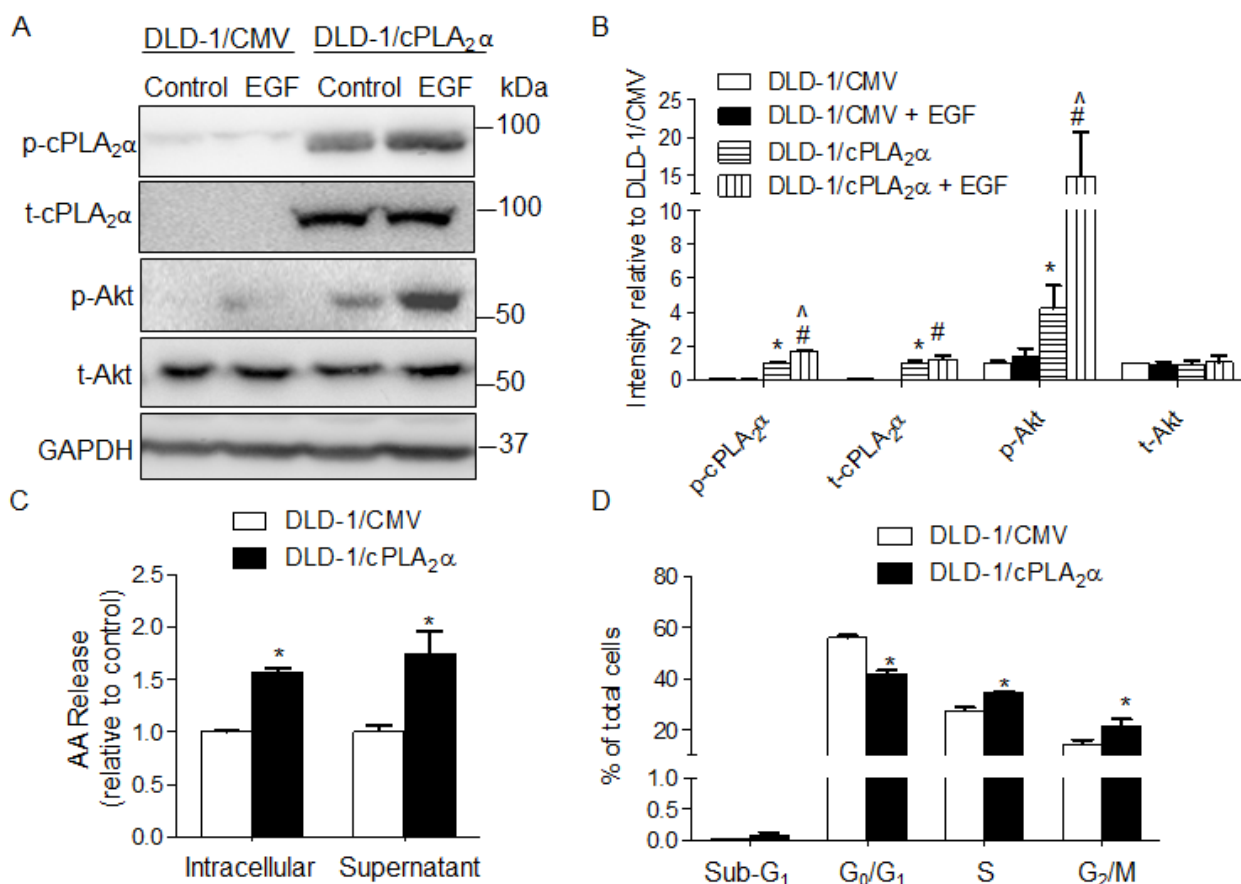 A
DLD-1/CMV DLD-1/cPLA₂α
Control EGF Control EGF kDa
p-cPLA₂α
100
t-cPLA₂α
100
p-Akt
50
t-Akt
50
GAPDH
37
B
DLD-1/CMV
DLD-1/CMV + EGF
DLD-1/cPLA₂α
DLD-1/cPLA₂α + EGF
Intensity relative to DLD-1/CMV
25
20
15
10
8
6
4
2
0
* ^ #
* #
* ^ #
p-cPLA₂α t-cPLA₂α p-Akt t-Akt
C
DLD-1/CMV
DLD-1/cPLA₂α
AA Release
(relative to control)
2.5
2.0
1.5
1.0
0.5
0.0
* *
Intracellular Supernatant
D
DLD-1/CMV
DLD-1/cPLA₂α
% of total cells
80
60
40
20
1.0
0.5
0.0
* * *
Sub-G₁ G₀/G₁ S G₂/M